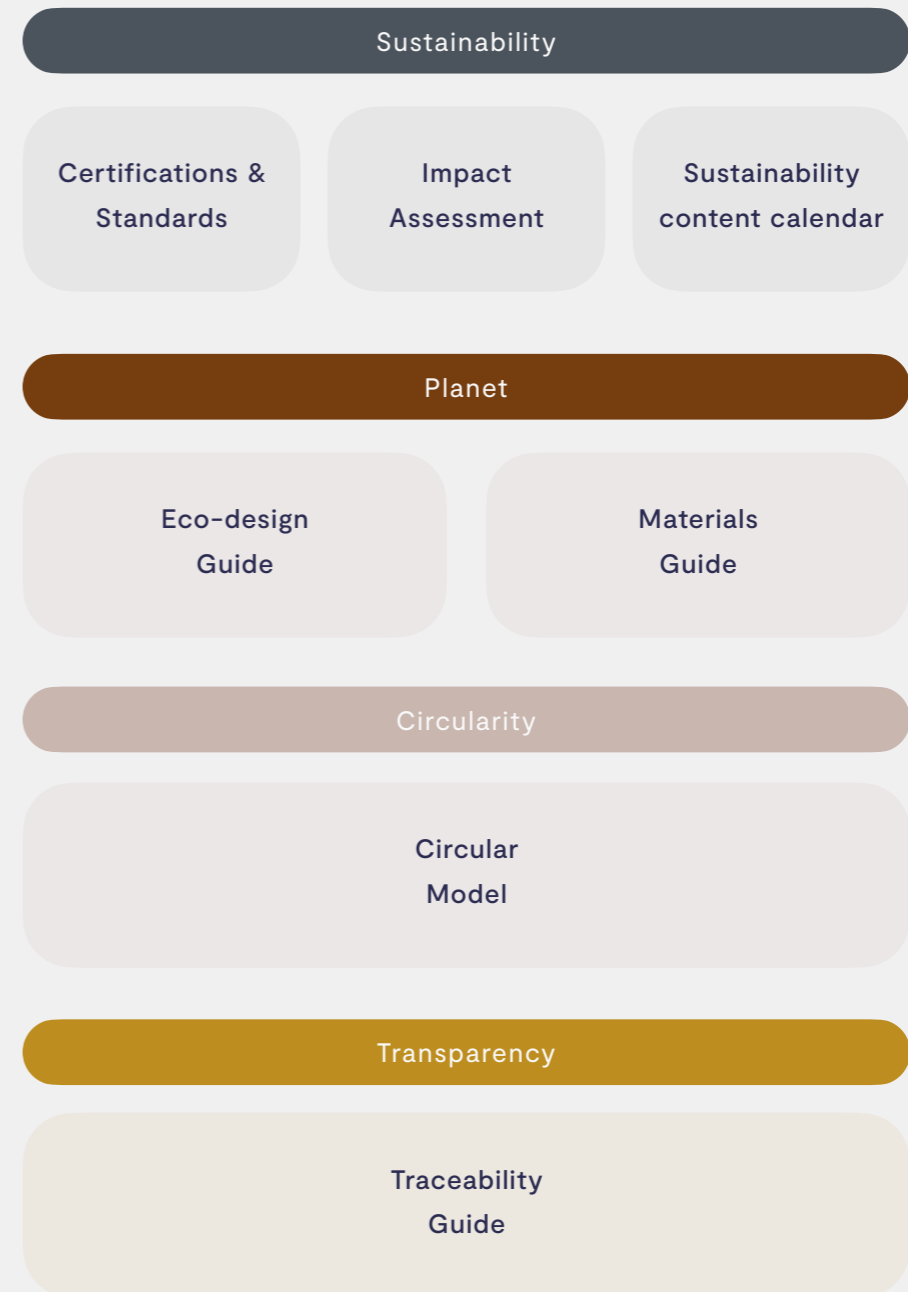 Sustainability
Certifications &
Standards
Impact
Assessment
Sustainability
content calendar
Planet
Eco-design
Guide
Materials
Guide
Circularity
Circular
Model
Transparency
Traceability
Guide